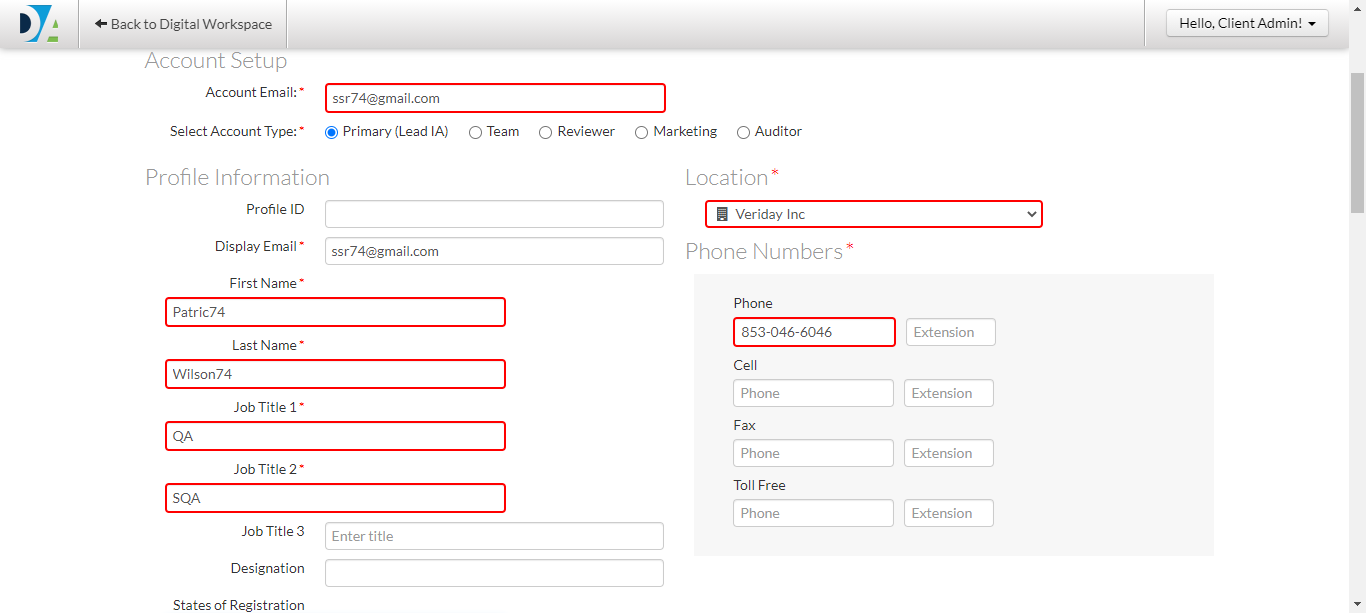 DA
Back to Digital Workspace
Hello, Client Admin!
Account Setup
Account Email:*
ssr74@gmail.com
Select Account Type:*
Primary (Lead IA)
Team
Reviewer
Marketing
Auditor
Profile Information
Profile ID
Display Email*
ssr74@gmail.com
First Name*
Patric74
Last Name*
Wilson74
Job Title 1*
QA
Job Title 2*
SQA
Job Title 3
Enter title
Designation
States of Registration
Location*
Veriday Inc
Phone Numbers*
Phone
853-046-6046
Extension
Cell
Phone
Extension
Fax
Phone
Extension
Toll Free
Phone
Extension